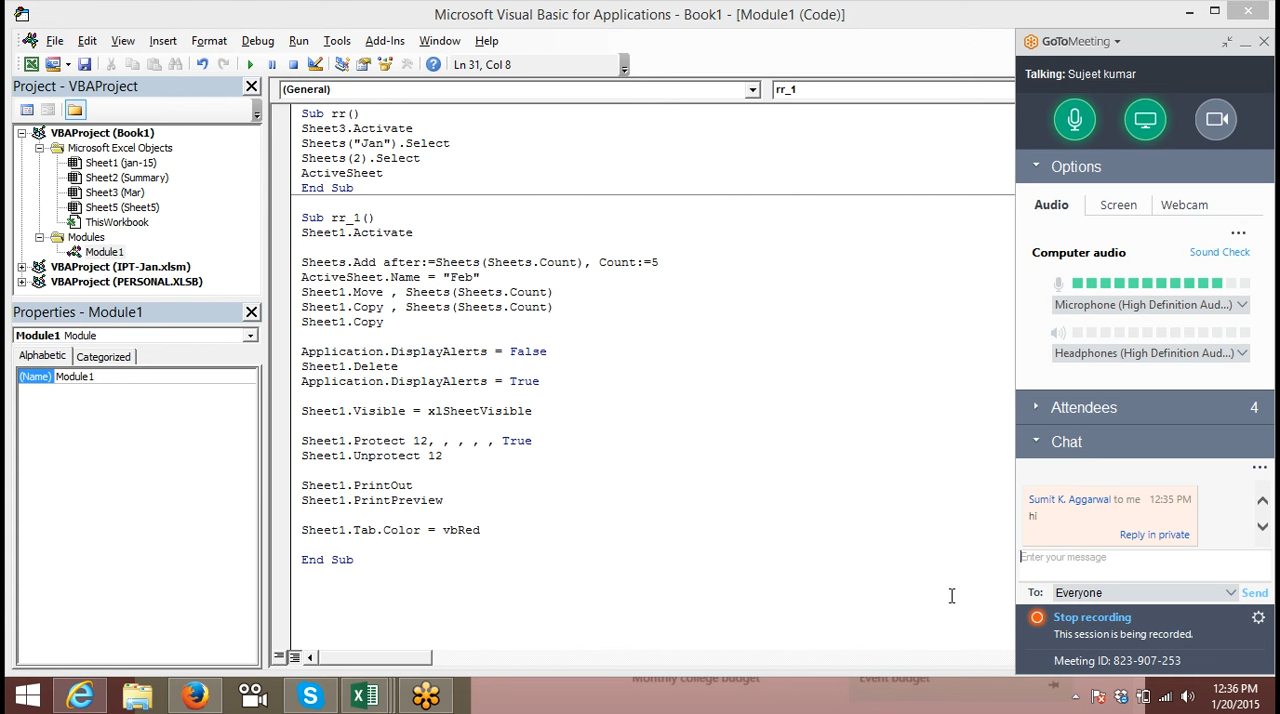 Microsoft Visual Basic for Applications - Book1 - [Module1 (Code)]
File Edit View Insert Format Debug Run Tools Add-Ins Window Help
Ln 31, Col 8
Project - VBAProject
VBAProject (Book1)
Microsoft Excel Objects
Sheet1 (jan-15)
Sheet2 (Summary)
Sheet3 (Mar)
Sheet5 (Sheet5)
ThisWorkbook
Modules
Module1
VBAProject (IPT-Jan.xlsm)
VBAProject (PERSONAL.XLSB)
Properties - Module1
Module1 Module
Alphabetic Categorized
(Name) Module1
(General) rr_1
Sub rr()
Sheet3.Activate
Sheets("Jan").Select
Sheets(2).Select
ActiveSheet
End Sub
Sub rr_1()
Sheet1.Activate
Sheets.Add after:=Sheets(Sheets.Count), Count:=5
ActiveSheet.Name = "Feb"
Sheet1.Move , Sheets(Sheets.Count)
Sheet1.Copy , Sheets(Sheets.Count)
Sheet1.Copy
Application.DisplayAlerts = False
Sheet1.Delete
Application.DisplayAlerts = True
Sheet1.Visible = xlSheetVisible
Sheet1.Protect 12, , , , , True
Sheet1.Unprotect 12
Sheet1.PrintOut
Sheet1.PrintPreview
Sheet1.Tab.Color = vbRed
End Sub
GoToMeeting
Talking: Sujeet kumar
Options
Audio Screen Webcam
Computer audio Sound Check
Microphone (High Definition Aud...)
Headphones (High Definition Aud...)
Attendees 4
Chat
Sumit K. Aggarwal to me 12:35 PM
hi
Reply in private
Enter your message
To: Everyone Send
Stop recording
This session is being recorded.
Meeting ID: 823-907-253
Monthly college budget Event budget
12:36 PM
1/20/2015